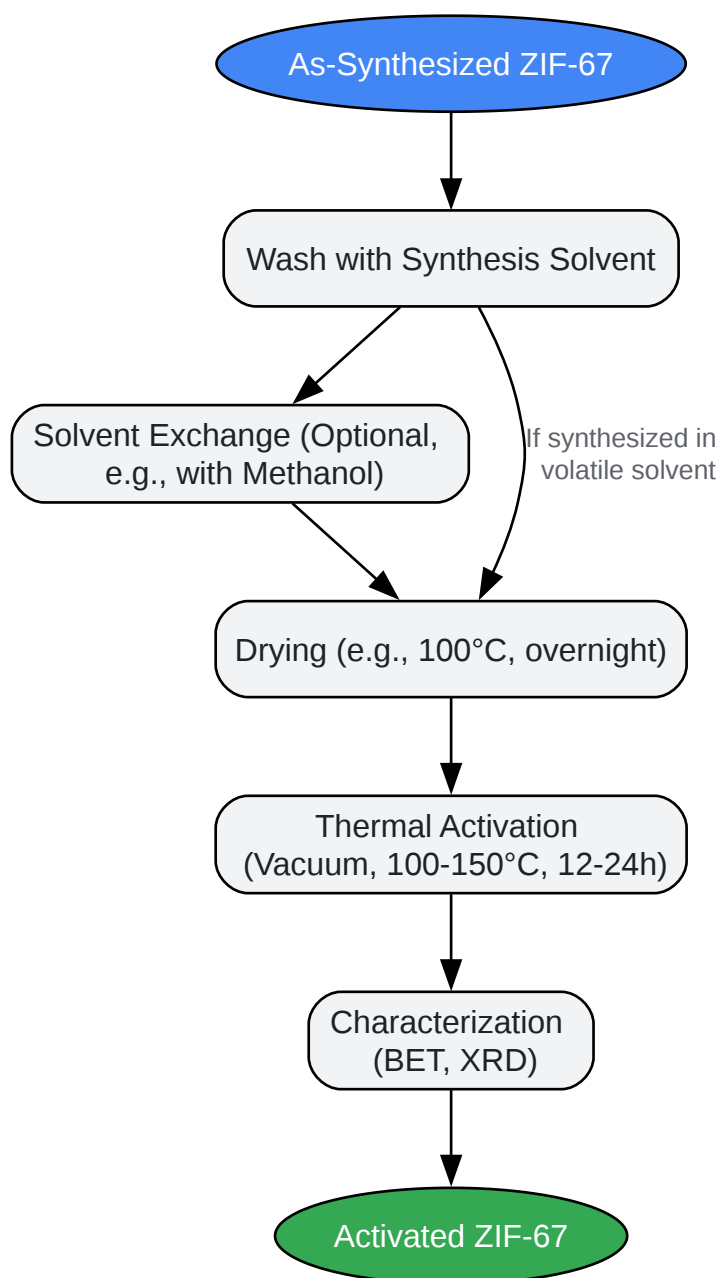 As-Synthesized ZIF-67
Wash with Synthesis Solvent
Solvent Exchange (Optional,
e.g., with Methanol)
If synthesized in
volatile solvent
Drying (e.g., 100°C, overnight)
Thermal Activation
(Vacuum, 100-150°C, 12-24h)
Characterization
(BET, XRD)
Activated ZIF-67